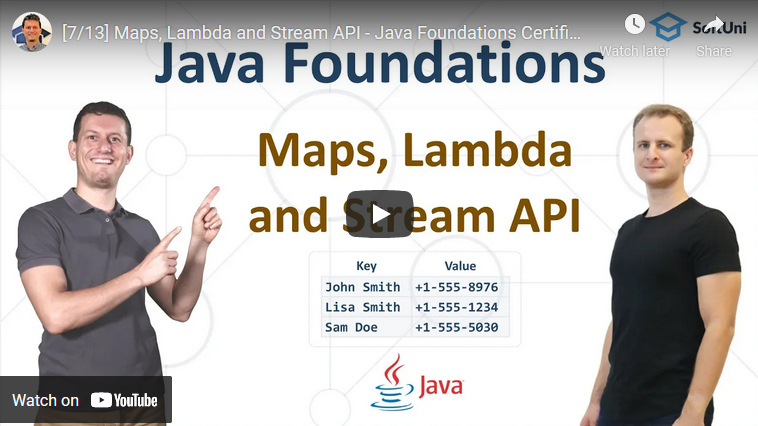 [7/13] Maps, Lambda and Stream API - Java Foundations Certifi...
Watch later
Share
SoftUni
Java Foundations
Maps, Lambda
and Stream API
Key Value
John Smith +1-555-8976
Lisa Smith +1-555-1234
Sam Doe +1-555-5030
Java
Watch on YouTube